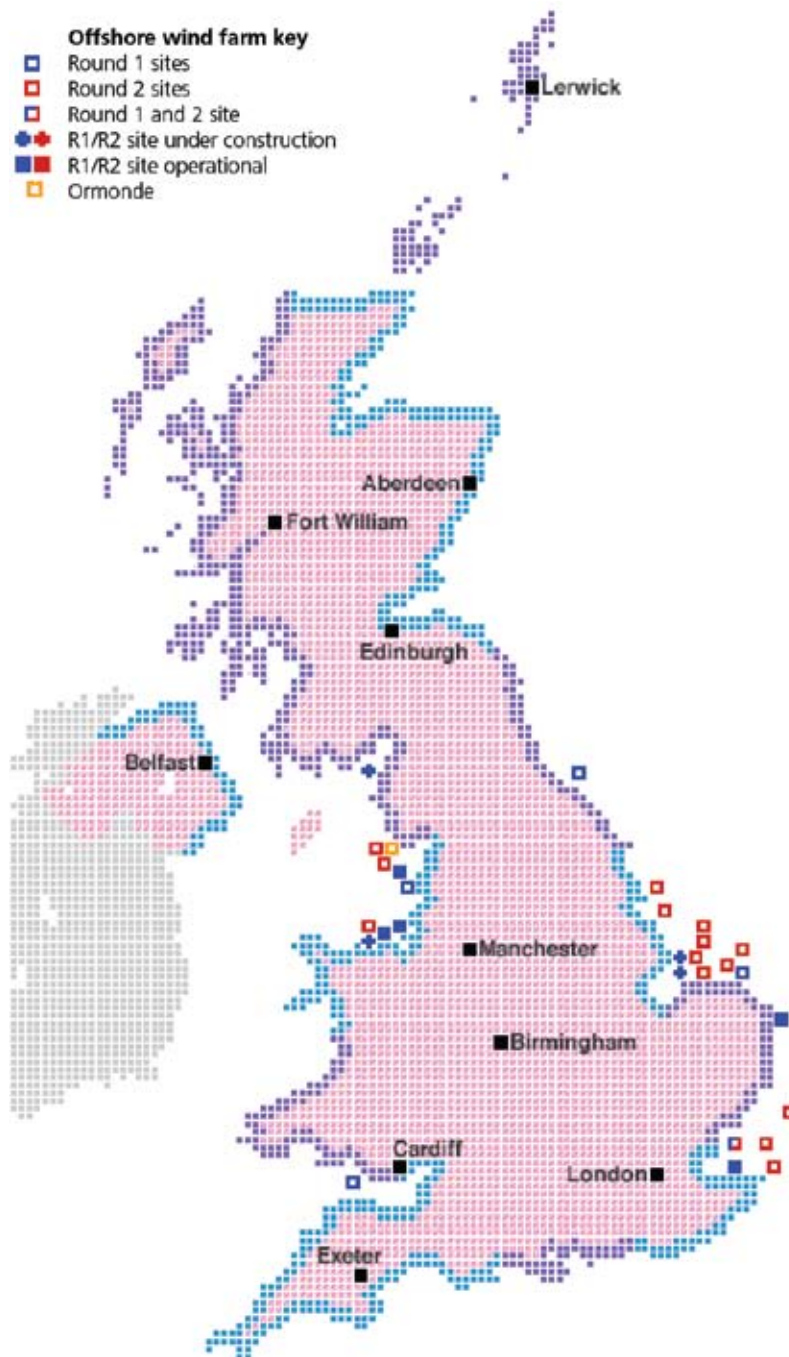 Offshore wind farm key
Round 1 sites
Round 2 sites
Round 1 and 2 site
R1/R2 site under construction
R1/R2 site operational
Ormonde
Lerwick
Aberdeen
Fort William
Edinburgh
Belfast
Manchester
Birmingham
Cardiff
London
Exeter